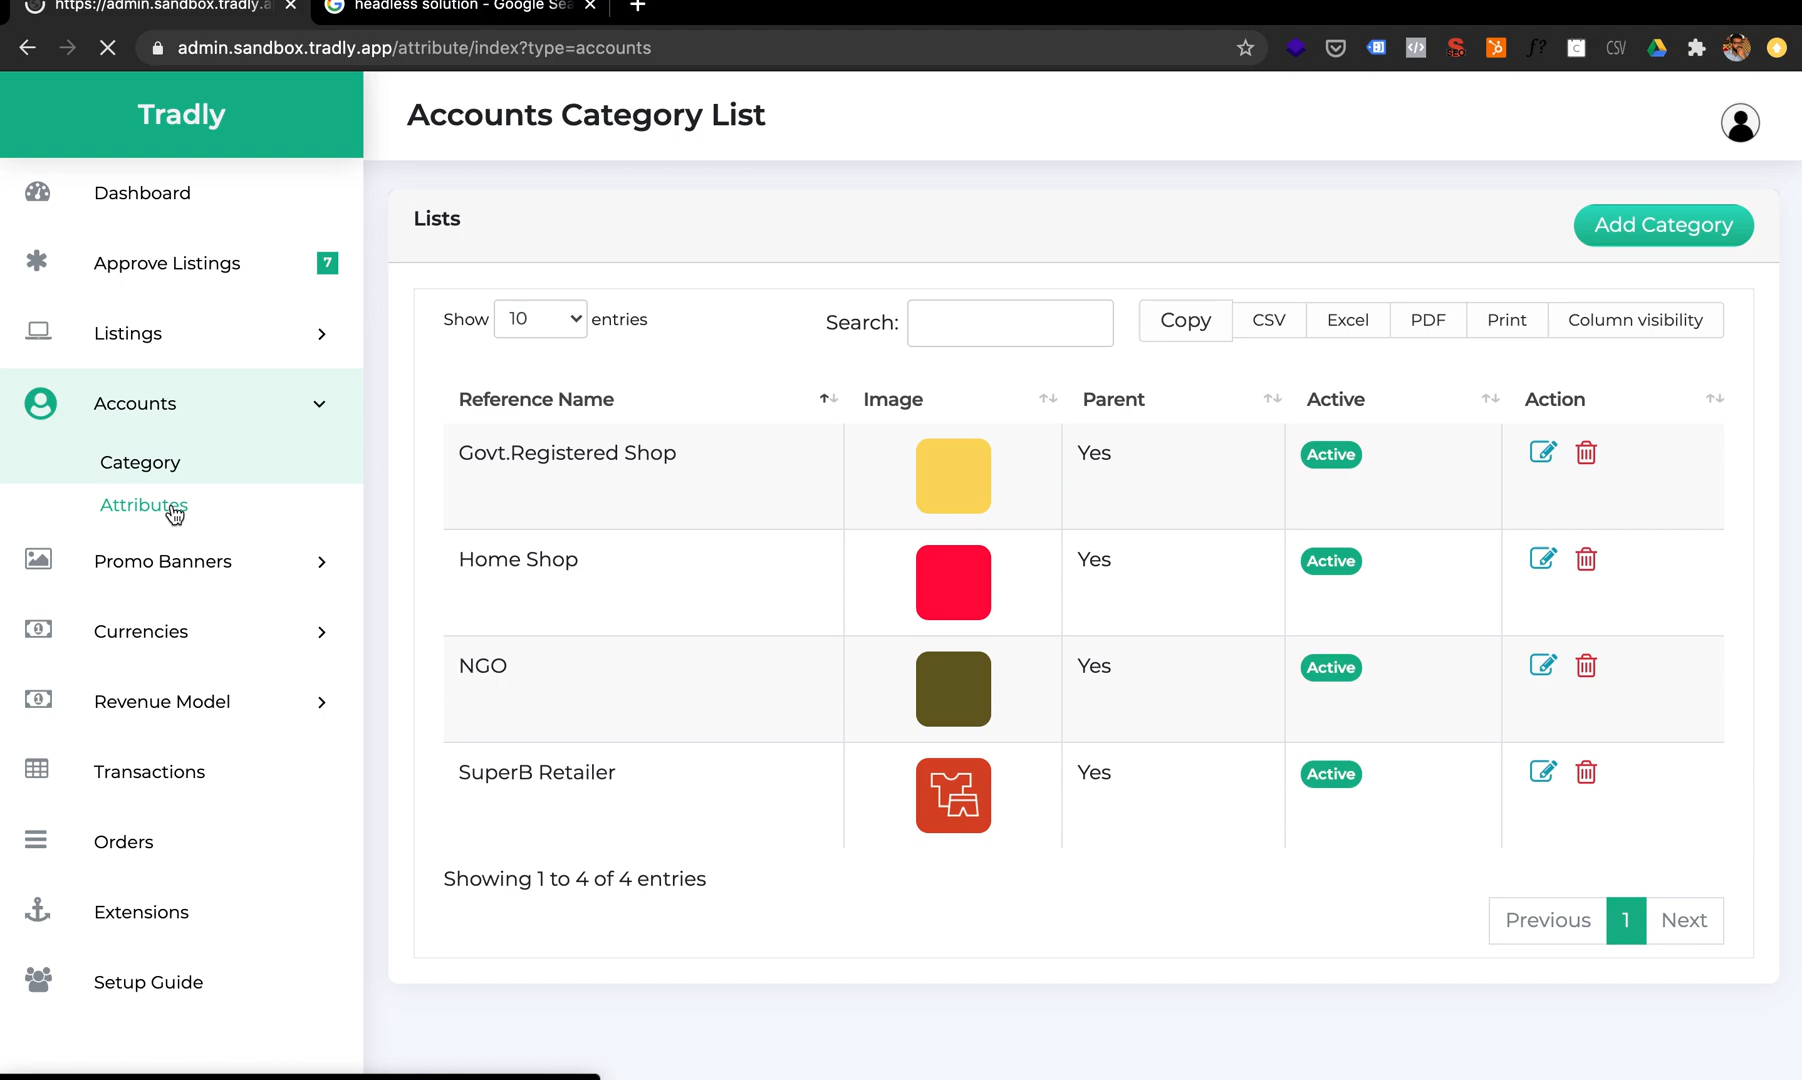 https://admin.sandbox.tradly.a
headless solution - Google Sea
admin.sandbox.tradly.app/attribute/index?type=accounts
SEO
f?
C
CSV
Tradly
Accounts Category List
Dashboard
Approve Listings
7
Listings
Accounts
Category
Attributes
Promo Banners
Currencies
Revenue Model
Transactions
Orders
Extensions
Setup Guide
Lists
Add Category
Show 10 entries
Search:
Copy CSV Excel PDF Print Column visibility
Reference Name Image Parent Active Action
Govt.Registered Shop Yes Active
Home Shop Yes Active
NGO Yes Active
SuperB Retailer Yes Active
Showing 1 to 4 of 4 entries
Previous 1 Next